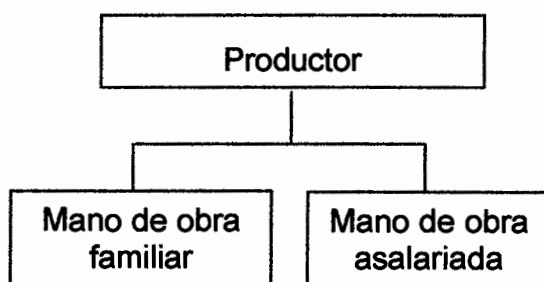 Productor
Mano de obra
familiar
Mano de obra
asalariada